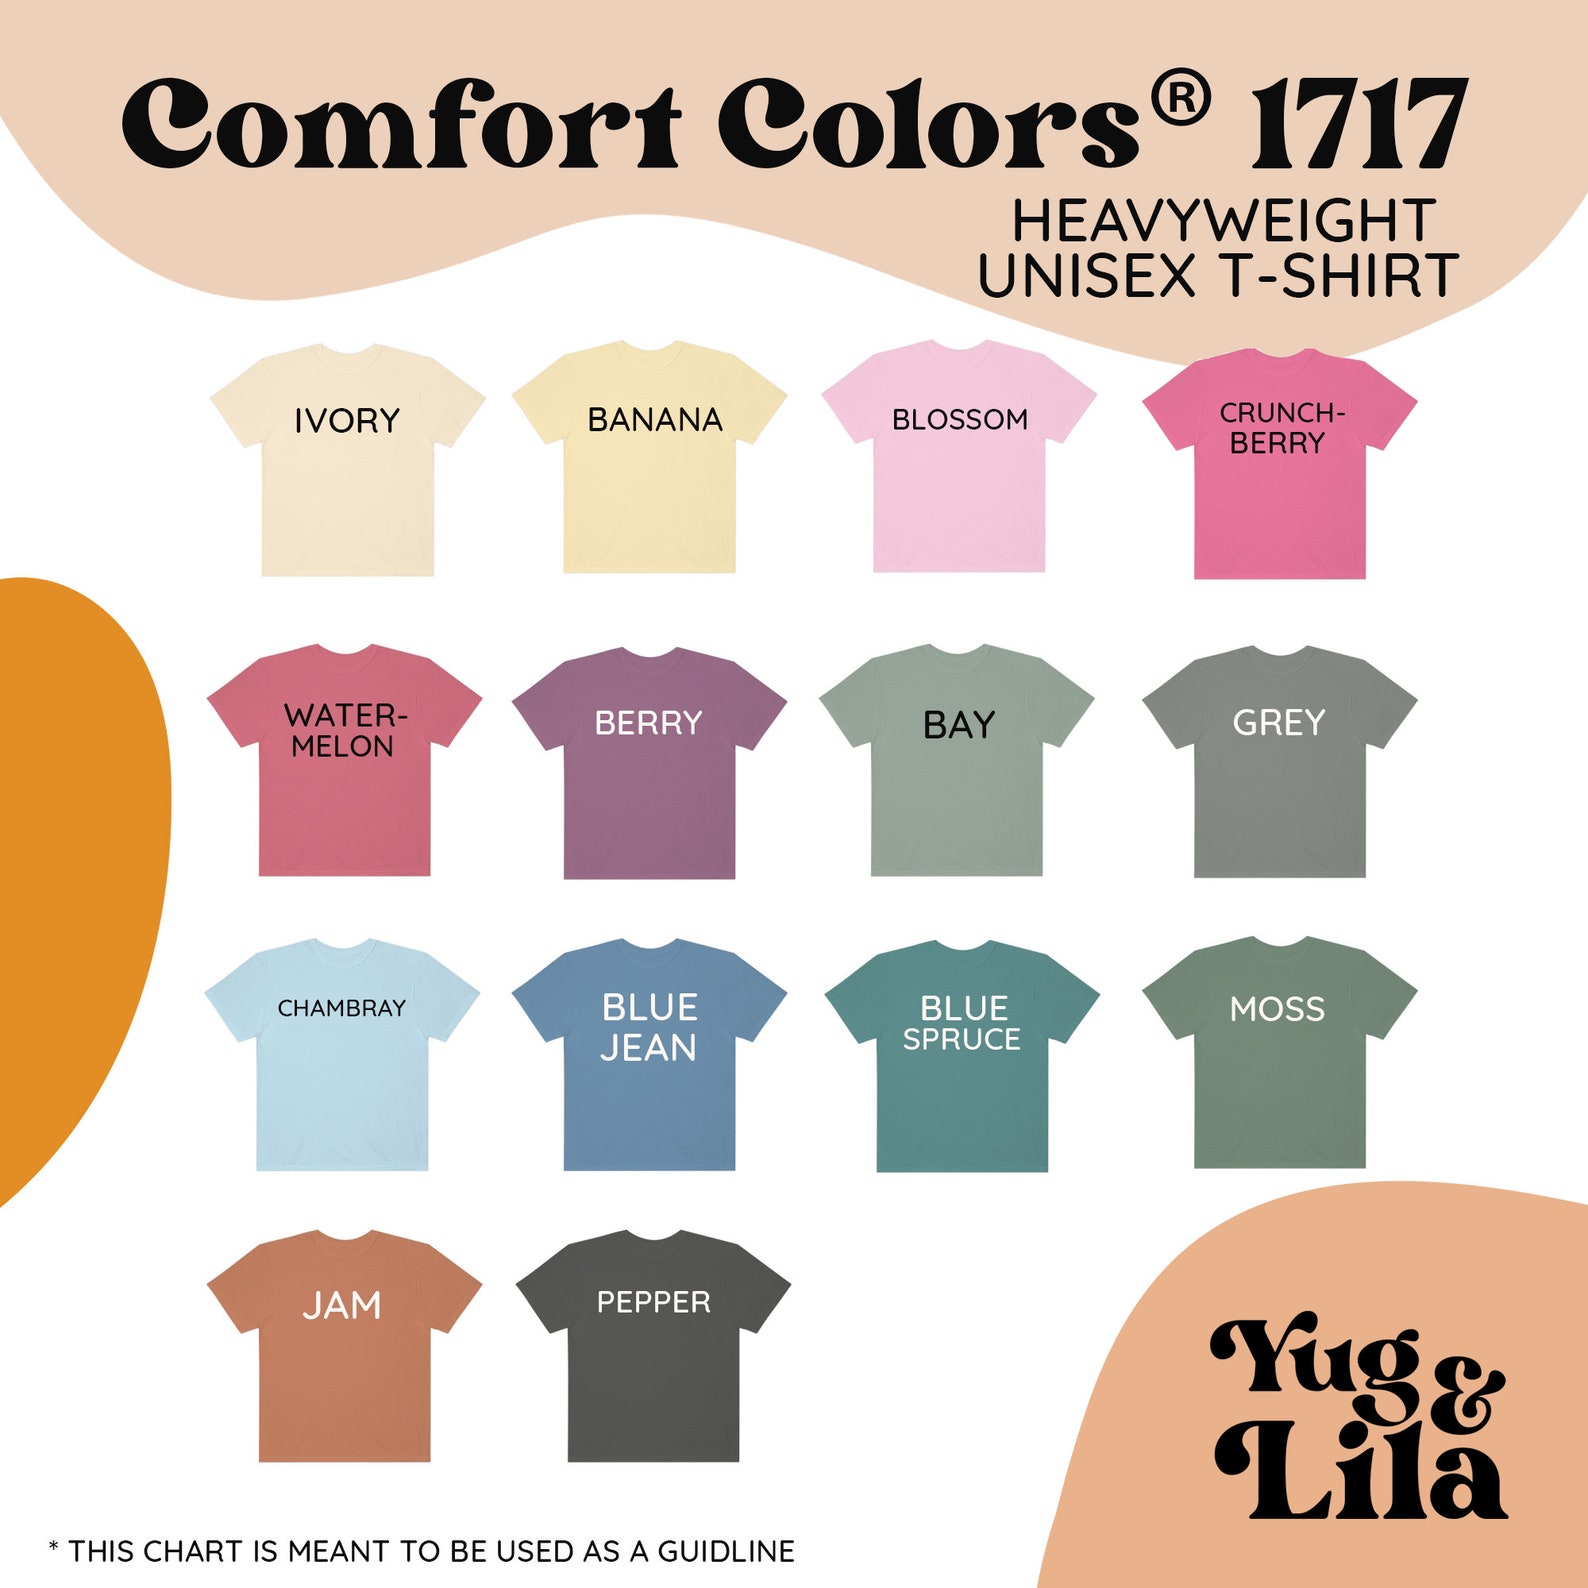 Comfort Colors® 1717
HEAVYWEIGHT
UNISEX T-SHIRT
IVORY
BANANA
BLOSSOM
CRUNCH-
BERRY
WATER-
MELON
BERRY
BAY
GREY
CHAMBRAY
BLUE
JEAN
BLUE
SPRUCE
MOSS
JAM
PEPPER
Yug &
Lila
* THIS CHART IS MEANT TO BE USED AS A GUIDLINE